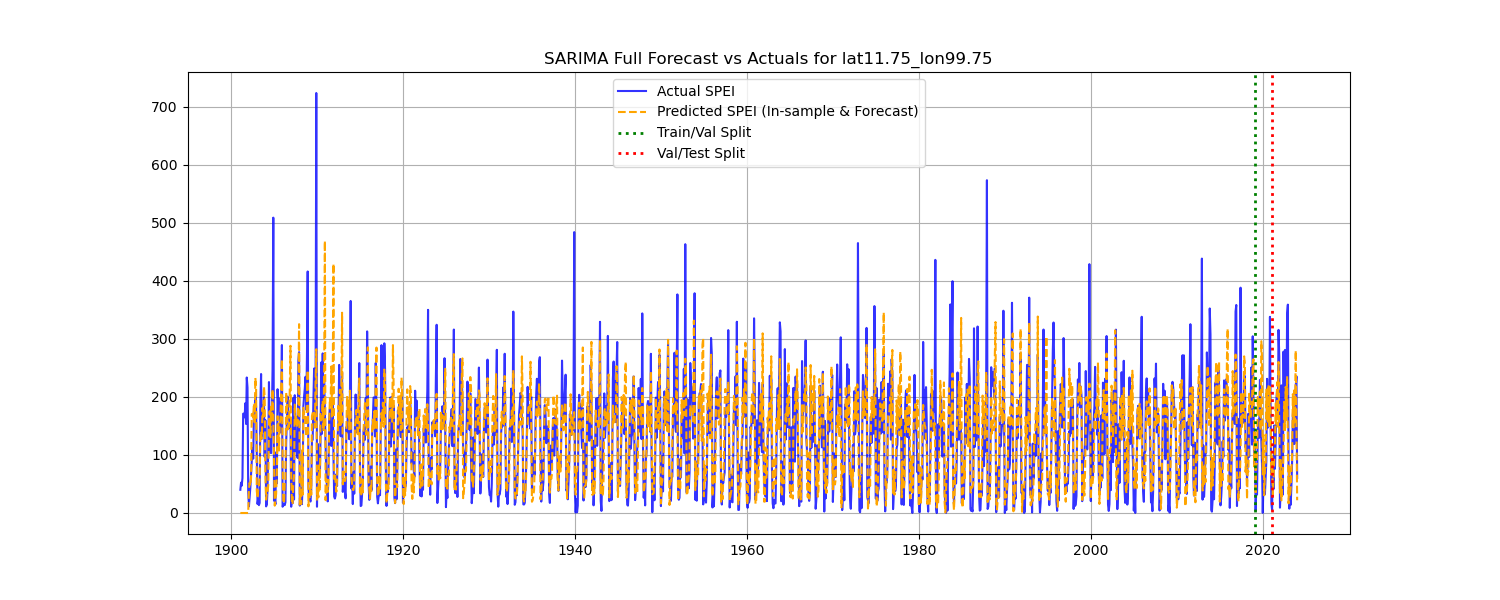 SARIMA Full Forecast vs Actuals for lat11.75_lon99.75
Actual SPEI
Predicted SPEI (In-sample & Forecast)
Train/Val Split
Val/Test Split
700
600
500
400
300
200
100
0
1900 1920 1940 1960 1980 2000 2020